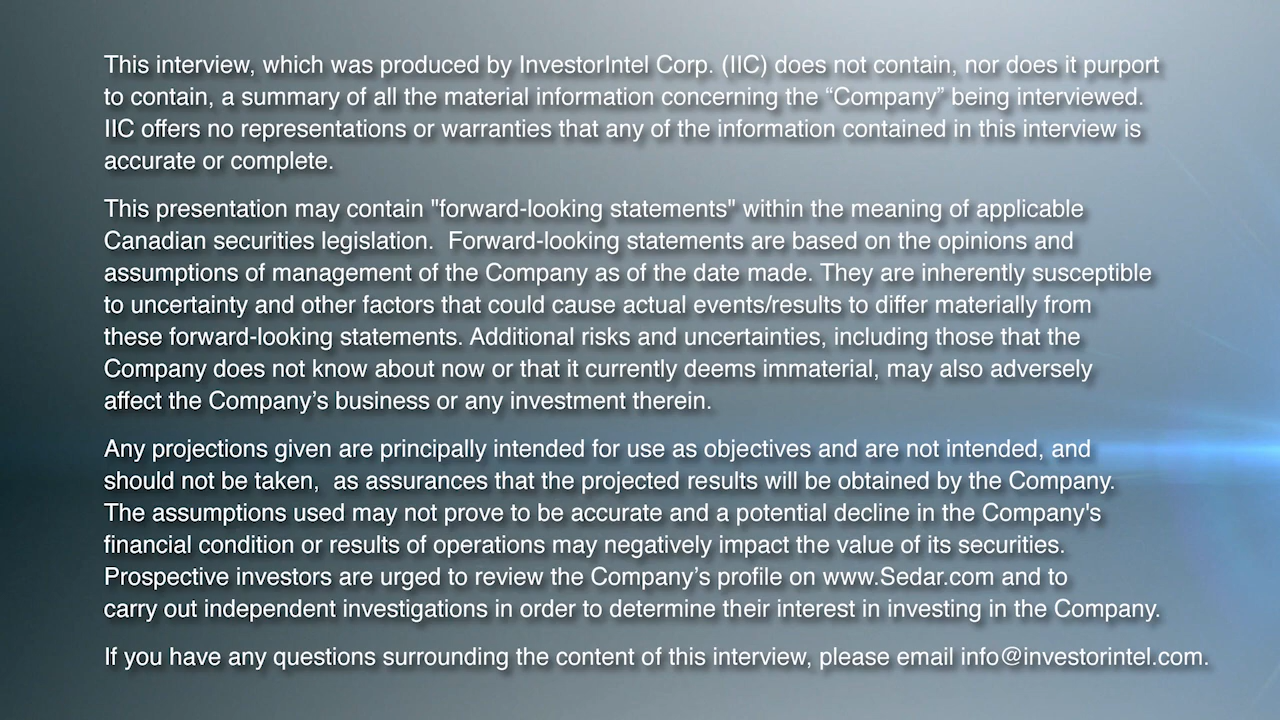 This interview, which was produced by InvestorIntel Corp. (IIC) does not contain, nor does it purport
to contain, a summary of all the material information concerning the “Company” being interviewed.
IIC offers no representations or warranties that any of the information contained in this interview is
accurate or complete.
This presentation may contain "forward-looking statements" within the meaning of applicable
Canadian securities legislation.  Forward-looking statements are based on the opinions and
assumptions of management of the Company as of the date made. They are inherently susceptible
to uncertainty and other factors that could cause actual events/results to differ materially from
these forward-looking statements. Additional risks and uncertainties, including those that the
Company does not know about now or that it currently deems immaterial, may also adversely
affect the Company’s business or any investment therein.
Any projections given are principally intended for use as objectives and are not intended, and
should not be taken,  as assurances that the projected results will be obtained by the Company.
The assumptions used may not prove to be accurate and a potential decline in the Company's
financial condition or results of operations may negatively impact the value of its securities.
Prospective investors are urged to review the Company’s profile on www.Sedar.com and to
carry out independent investigations in order to determine their interest in investing in the Company.
If you have any questions surrounding the content of this interview, please email info@investorintel.com.